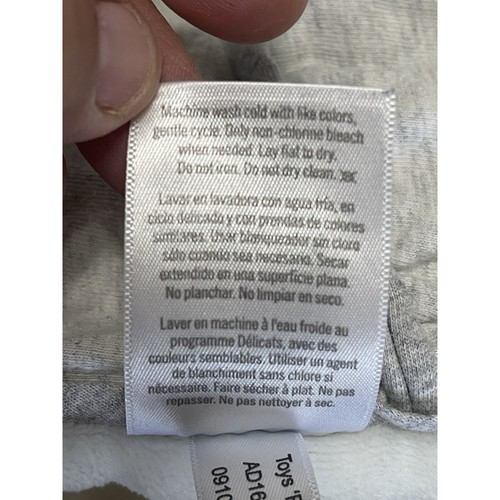 Machine wash cold with like colors,
gentle cycle. Only non-chlorine bleach
when needed. Lay flat to dry.
Do not iron. Do not dry clean.
Lavar en lavadora con agua fría, en
ciclo delicado y con prendas de colores
similares. Usar blanqueador sin cloro
sólo cuando sea necesario. Secar
extendido en una superficie plana.
No planchar. No limpiar en seco.
Laver en machine à l'eau froide au
programme Délicats, avec des
couleurs semblables. Utiliser un agent
de blanchiment sans chlore si
nécessaire. Faire sécher à plat. Ne pas
repasser. Ne pas nettoyer à sec.
Toys
AD16
0910